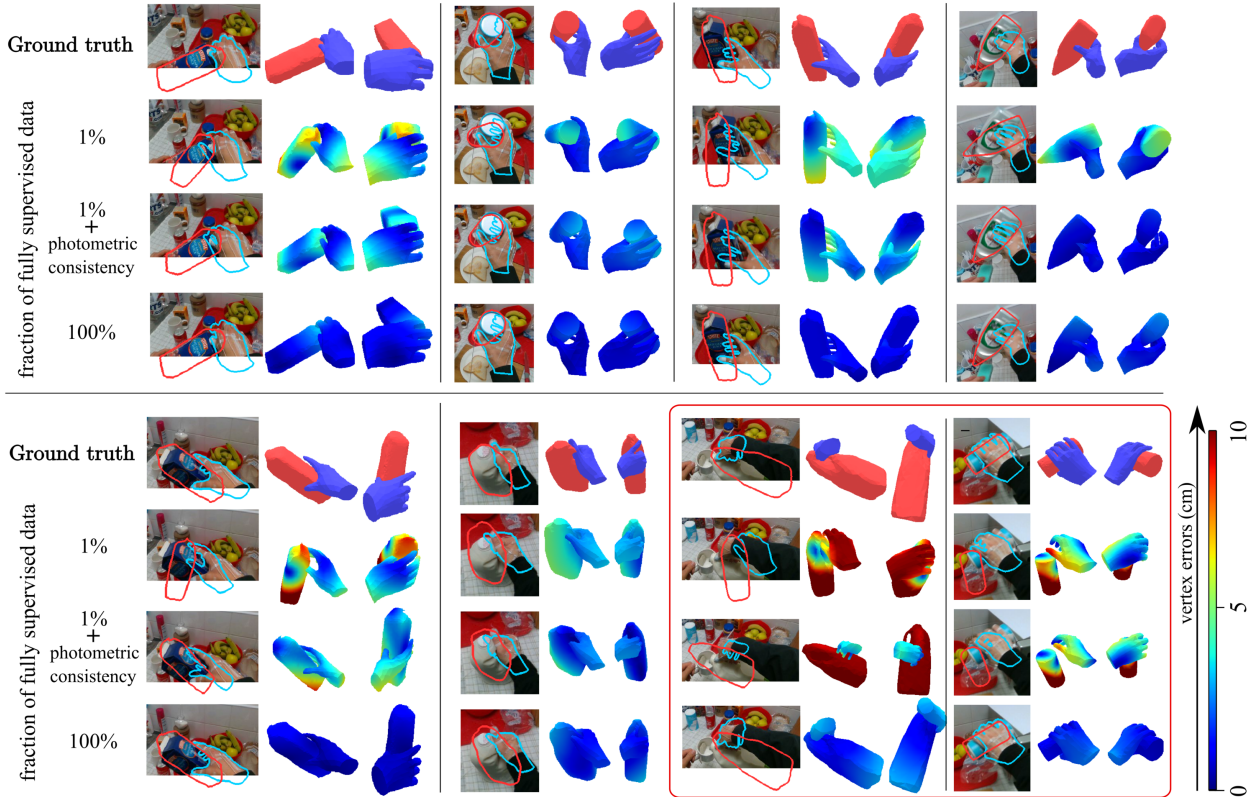 Ground truth
fraction of fully supervised data
1%
1%
+
photometric
consistency
100%
Ground truth
fraction of fully supervised data
1%
1%
+
photometric
consistency
100%
vertex errors (cm)
10
5
0